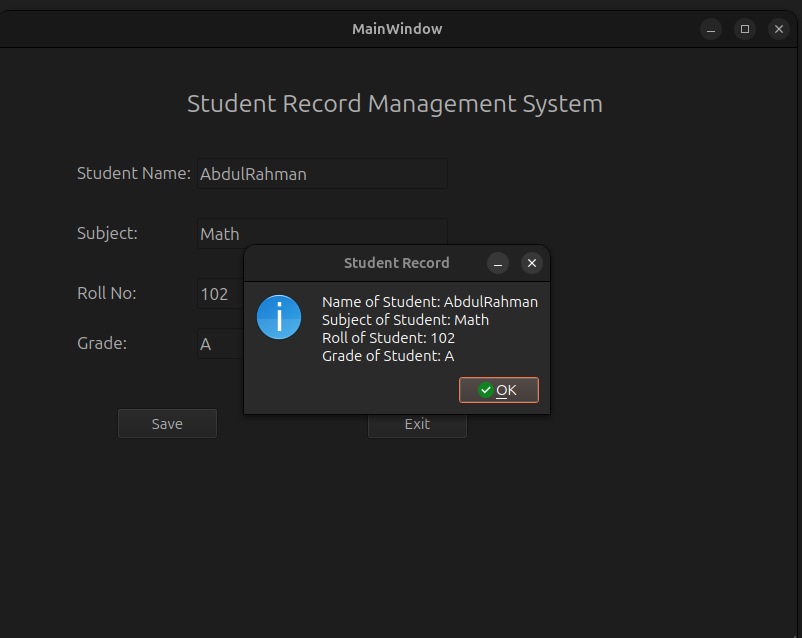 MainWindow
Student Record Management System
Student Name: AbdulRahman
Subject: Math
Roll No: 102
Grade: A
Save Exit
Student Record
Name of Student: AbdulRahman
Subject of Student: Math
Roll of Student: 102
Grade of Student: A
OK